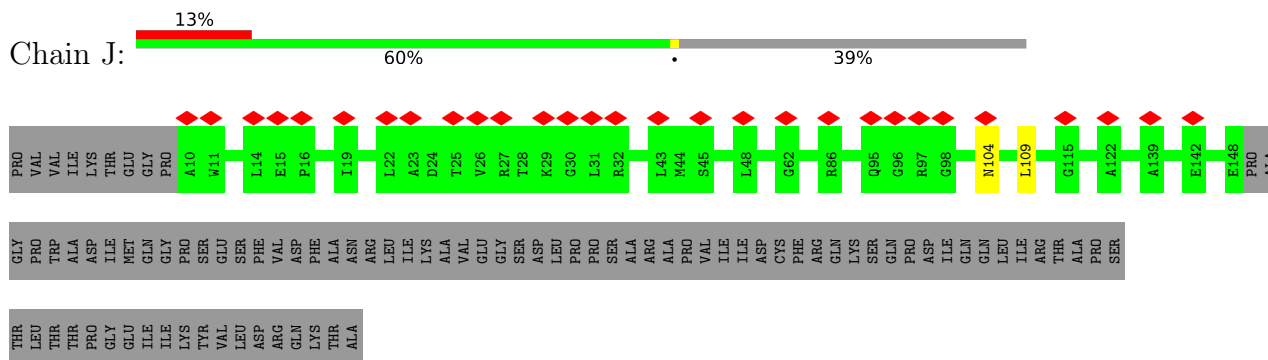 13%
Chain J:
60% • 39%
PRO VAL VAL ILE LYS THR GLU GLY PRO A10 W11 L14 E15 P16 I19 L22 A23 D24 T25 V26 R27 T28 K29 G30 L31 R32 L43 M44 S45 L48 G62 R86 Q95 G96 R97 G98 N104 L109 G115 A122 A139 E142 E148 PRO ALA
GLY PRO TRP ALA ASP ILE MET GLN GLY PRO SER GLU SER PHE VAL ASP PHE ALA ASN ARG LEU ILE LYS ALA VAL GLU GLY SER ASP LEU PRO PRO SER ALA ARG ALA PRO VAL ILE ILE ASP CYS PHE ARG GLN LYS SER GLN PRO ASP ILE GLN GLN LEU ILE ARG THR ALA PRO SER
THR LEU THR THR PRO GLY GLU ILE ILE LYS TYR VAL LEU ASP ARG GLN LYS THR ALA